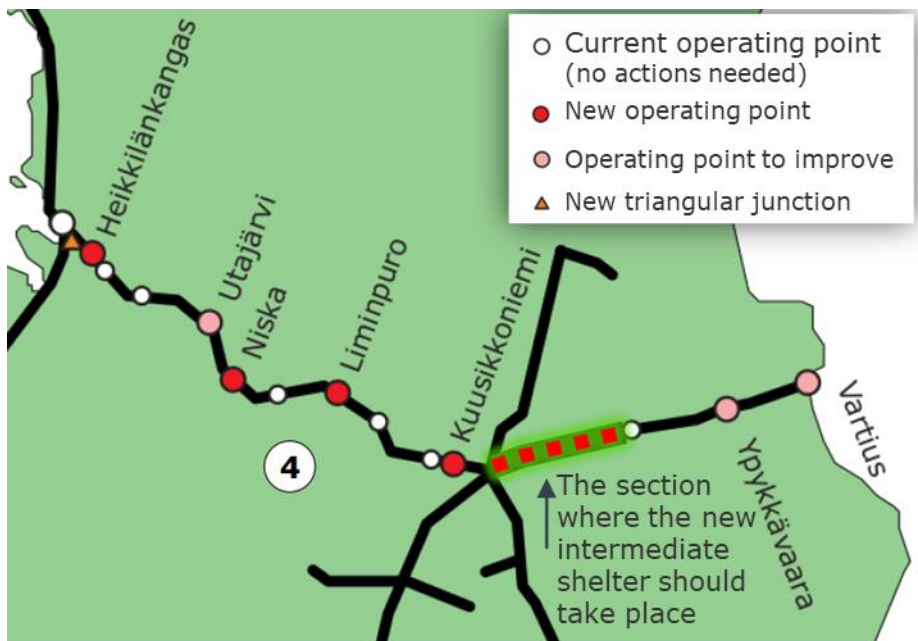 Current operating point
(no actions needed)
New operating point
Operating point to improve
New triangular junction
Heikkilänkangas
Utajärvi
Niska
Liminpuro
Kuusikkoniemi
Vartius
Ypykkävaara
4
The section
where the new
intermediate
shelter should
take place